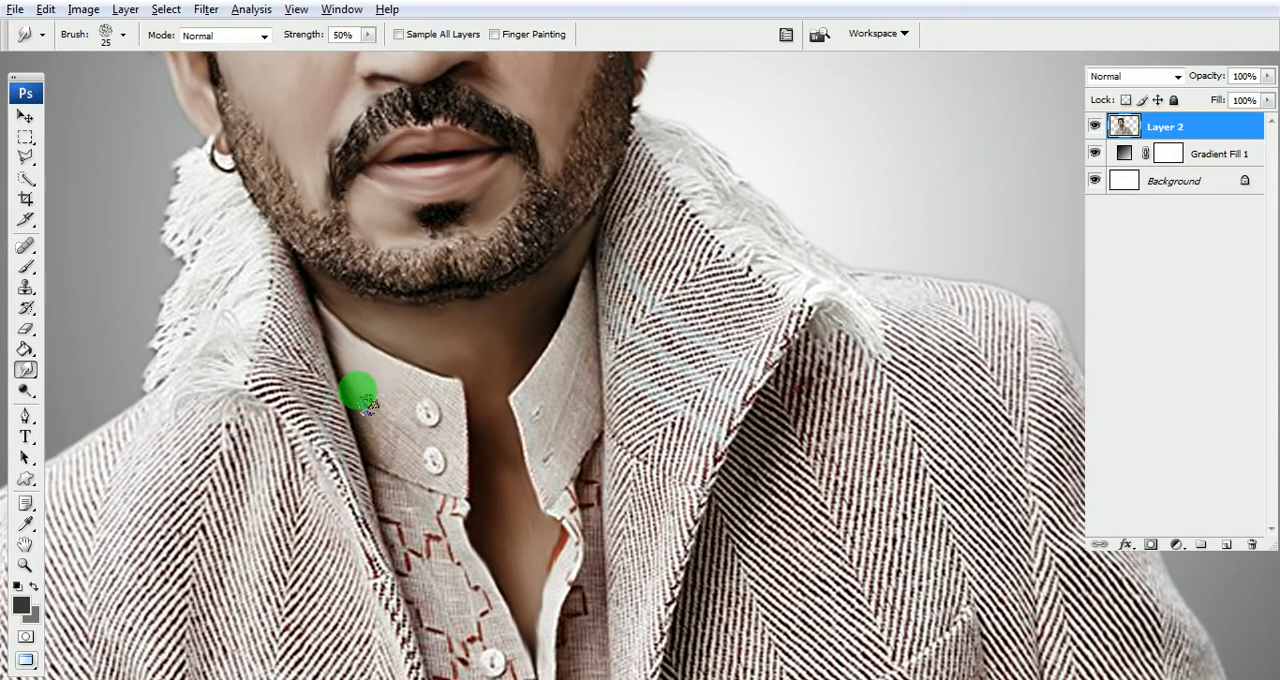 File Edit Image Layer Select Filter Analysis View Window Help
Brush: 25 Mode: Normal Strength: 50% Sample All Layers Finger Painting Workspace
Ps
Normal Opacity: 100%
Lock: Fill: 100%
Layer 2
Gradient Fill 1
Background
T
fx